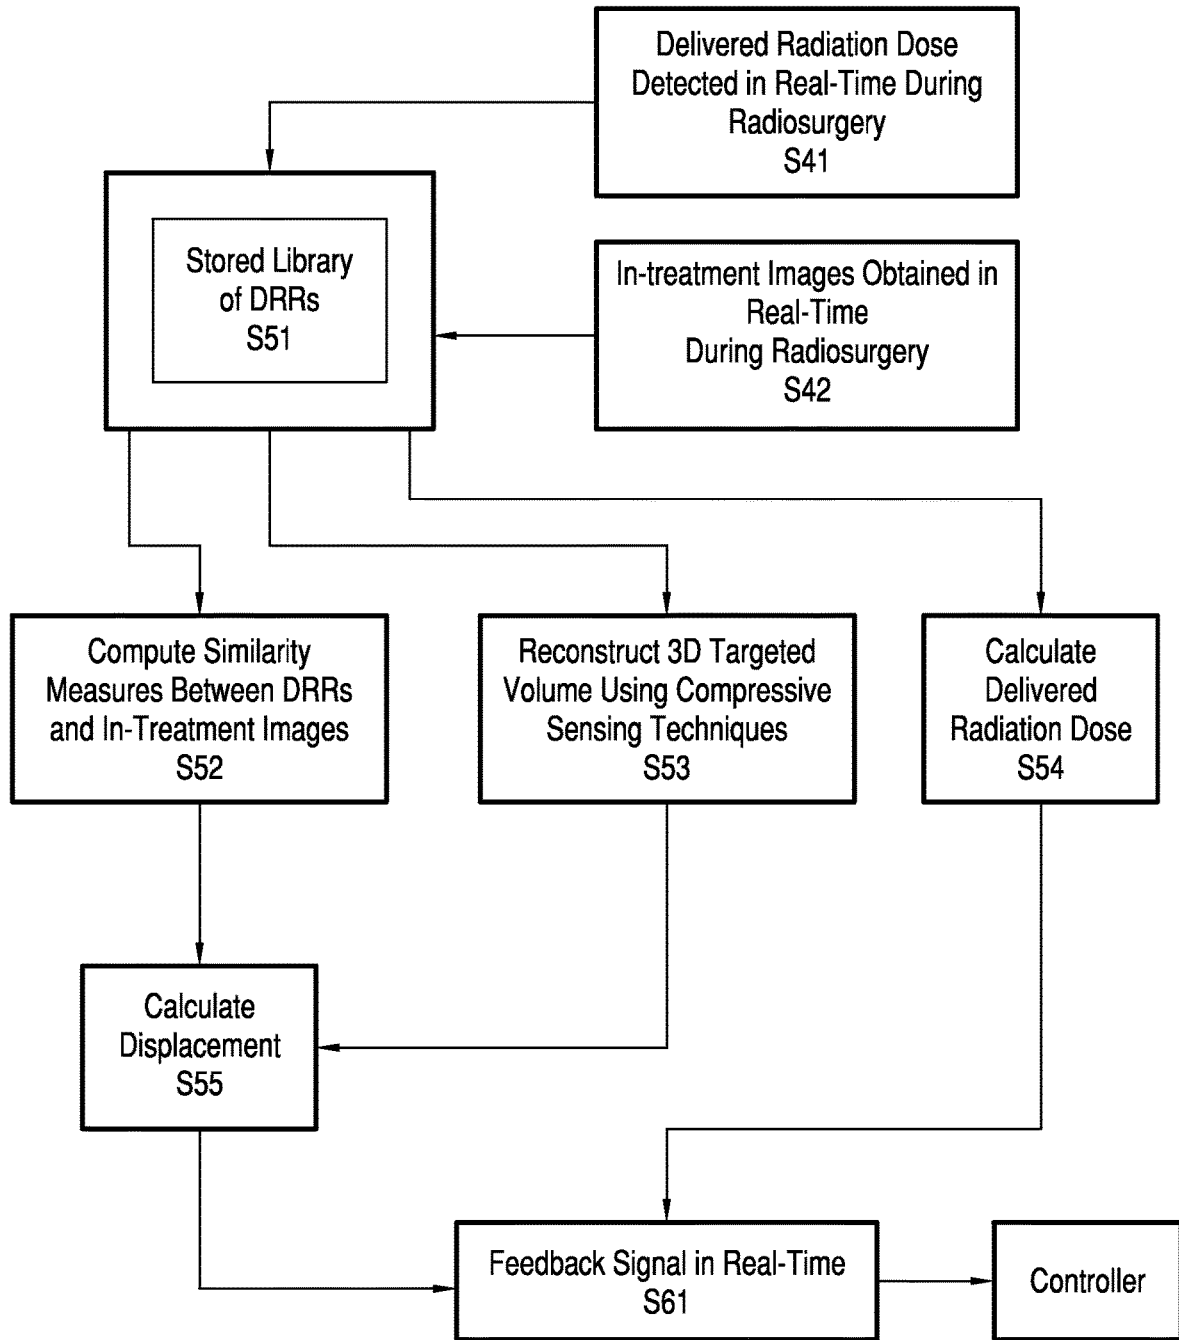 Delivered Radiation Dose
Detected in Real-Time During
Radiosurgery
S41
Stored Library
of DRRs
S51
In-treatment Images Obtained in
Real-Time
During Radiosurgery
S42
Compute Similarity
Measures Between DRRs
and In-Treatment Images
S52
Reconstruct 3D Targeted
Volume Using Compressive
Sensing Techniques
S53
Calculate
Delivered
Radiation Dose
S54
Calculate
Displacement
S55
Feedback Signal in Real-Time
S61
Controller